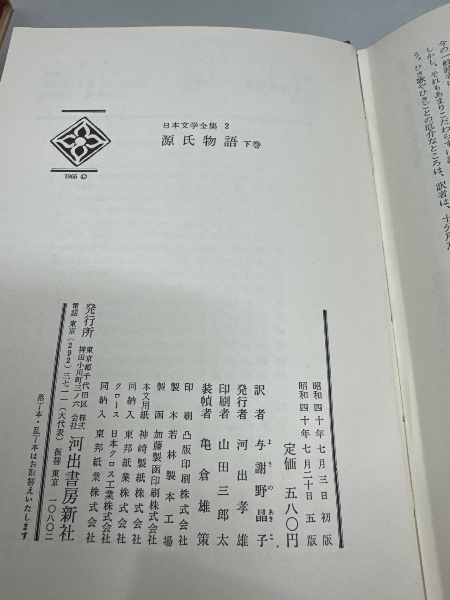 日本文学全集 2
源氏物語 下巻
1965 ©
昭和四十年七月三日 初版
昭和四十年七月二十日 五版
定価 五八〇円
訳者 与謝野晶子
よさの あきこ
発行者 河出孝雄
印刷者 山田三郎太
装幀者 亀倉雄策
印刷 凸版印刷株式会社
製本 若林製本工場
製函 加藤製函印刷株式会社
本文用紙 神崎製紙株式会社
同納入 東邦紙業株式会社
クロース 日本クロス工業株式会社
同納入 東邦紙業株式会社
発行所 東京都千代田区神田小川町三ノ六 株式会社 河出書房新社
電話 東京(292)三七一一(大代表) 振替 東京 一〇八〇二
落丁本・乱丁本はお取替えいたします